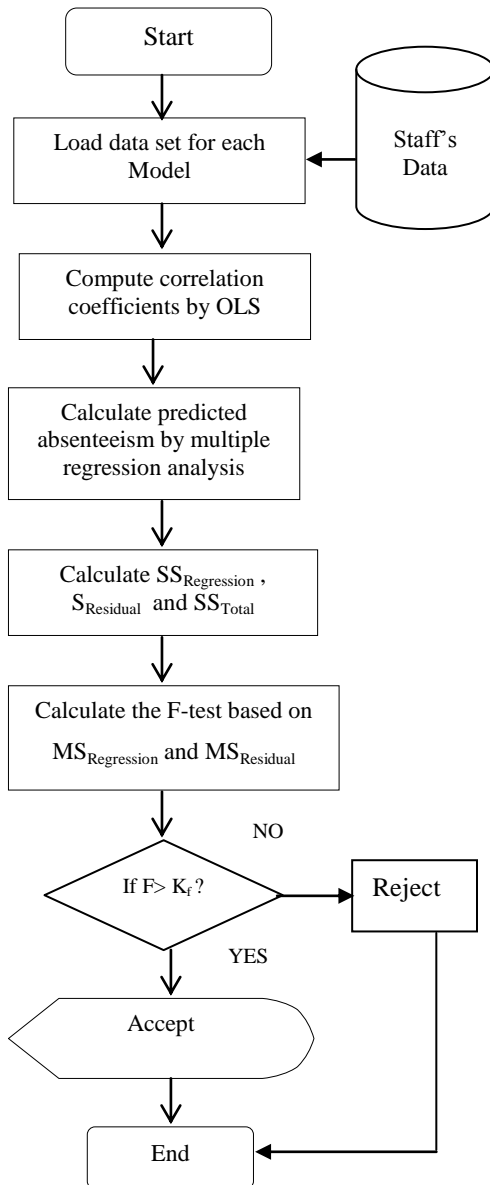 Start
Load data set for each
Model
Staff's
Data
Compute correlation
coefficients by OLS
Calculate predicted
absenteeism by multiple
regression analysis
Calculate SSRegression ,
SResidual and SSTotal
Calculate the F-test based on
MSRegression and MSResidual
NO
If F> Kf ?
Reject
YES
Accept
End